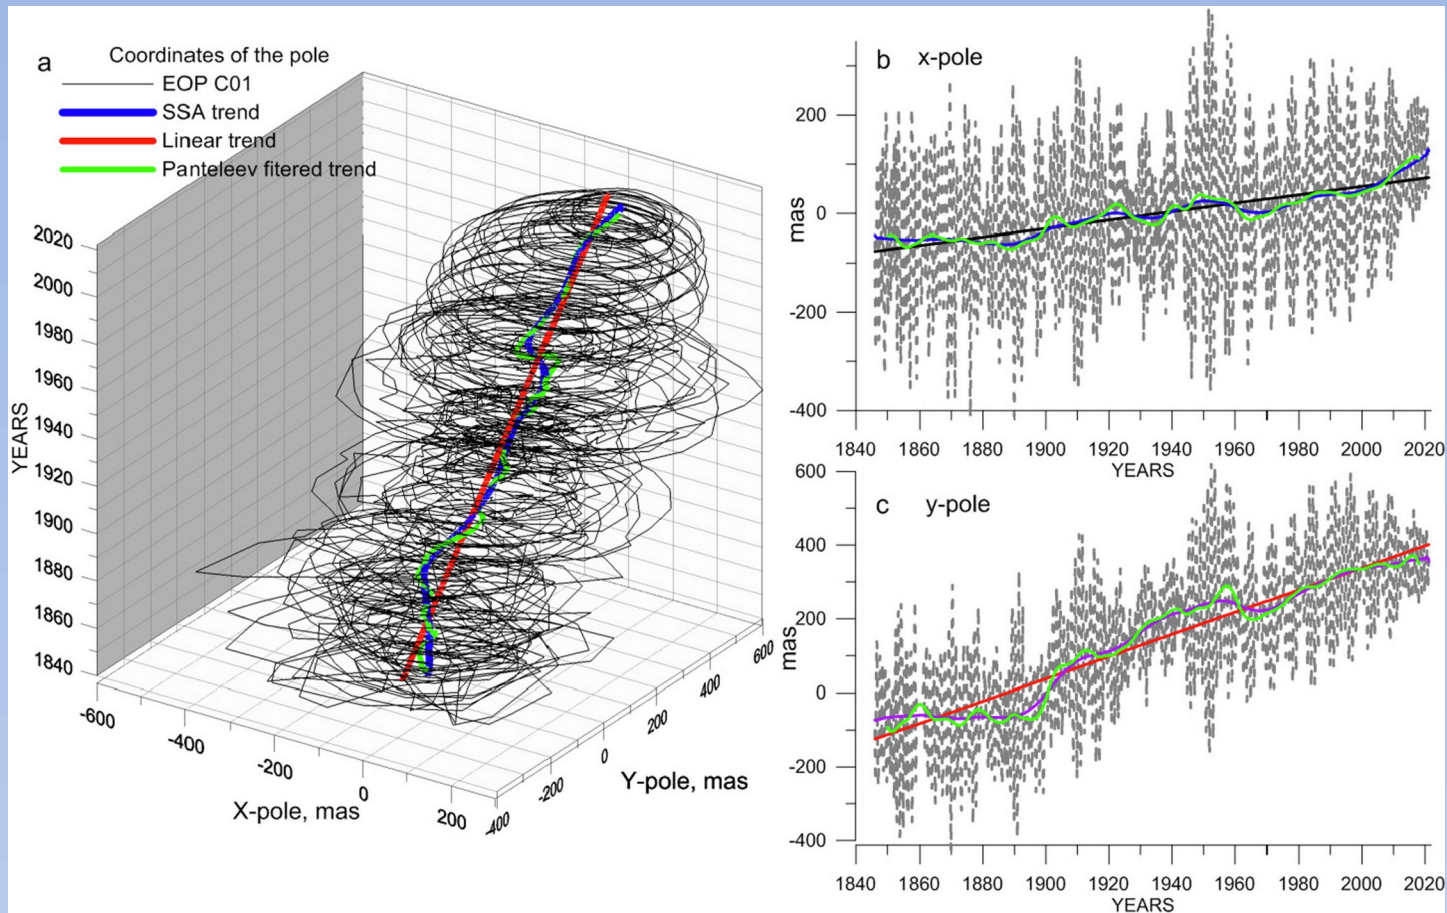 a
Coordinates of the pole
EOP C01
SSA trend
Linear trend
Panteleev fitered trend
2020
2000
1980
1960
1940
1920
1900
1880
1860
1840
YEARS
-600
-400
-200
0
200
X-pole, mas
-400
-200
0
200
400
600
Y-pole, mas
b x-pole
200
0
-200
-400
mas
1840 1860 1880 1900 1920 1940 1960 1980 2000 2020
YEARS
c y-pole
600
400
200
0
-200
-400
mas
1840 1860 1880 1900 1920 1940 1960 1980 2000 2020
YEARS